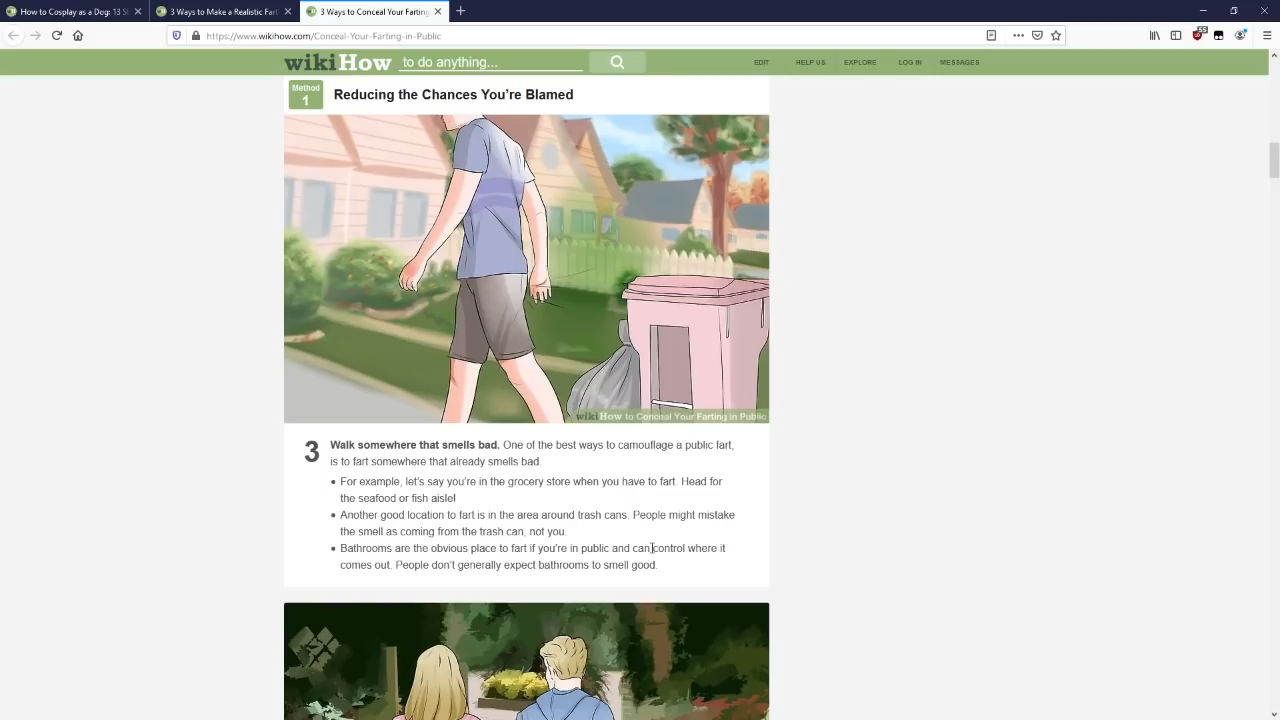 How to Cosplay as a Dog: 13 S
3 Ways to Make a Realistic Fart
3 Ways to Conceal Your Farting
https://www.wikihow.com/Conceal-Your-Farting-in-Public
55
wikiHow to do anything...
EDIT HELP US EXPLORE LOG IN MESSAGES
Method
1
Reducing the Chances You're Blamed
wikiHow to Conceal Your Farting in Public
3 Walk somewhere that smells bad. One of the best ways to camouflage a public fart,
is to fart somewhere that already smells bad.
• For example, let's say you're in the grocery store when you have to fart. Head for
the seafood or fish aisle!
• Another good location to fart is in the area around trash cans. People might mistake
the smell as coming from the trash can, not you.
• Bathrooms are the obvious place to fart if you're in public and can control where it
comes out. People don't generally expect bathrooms to smell good.